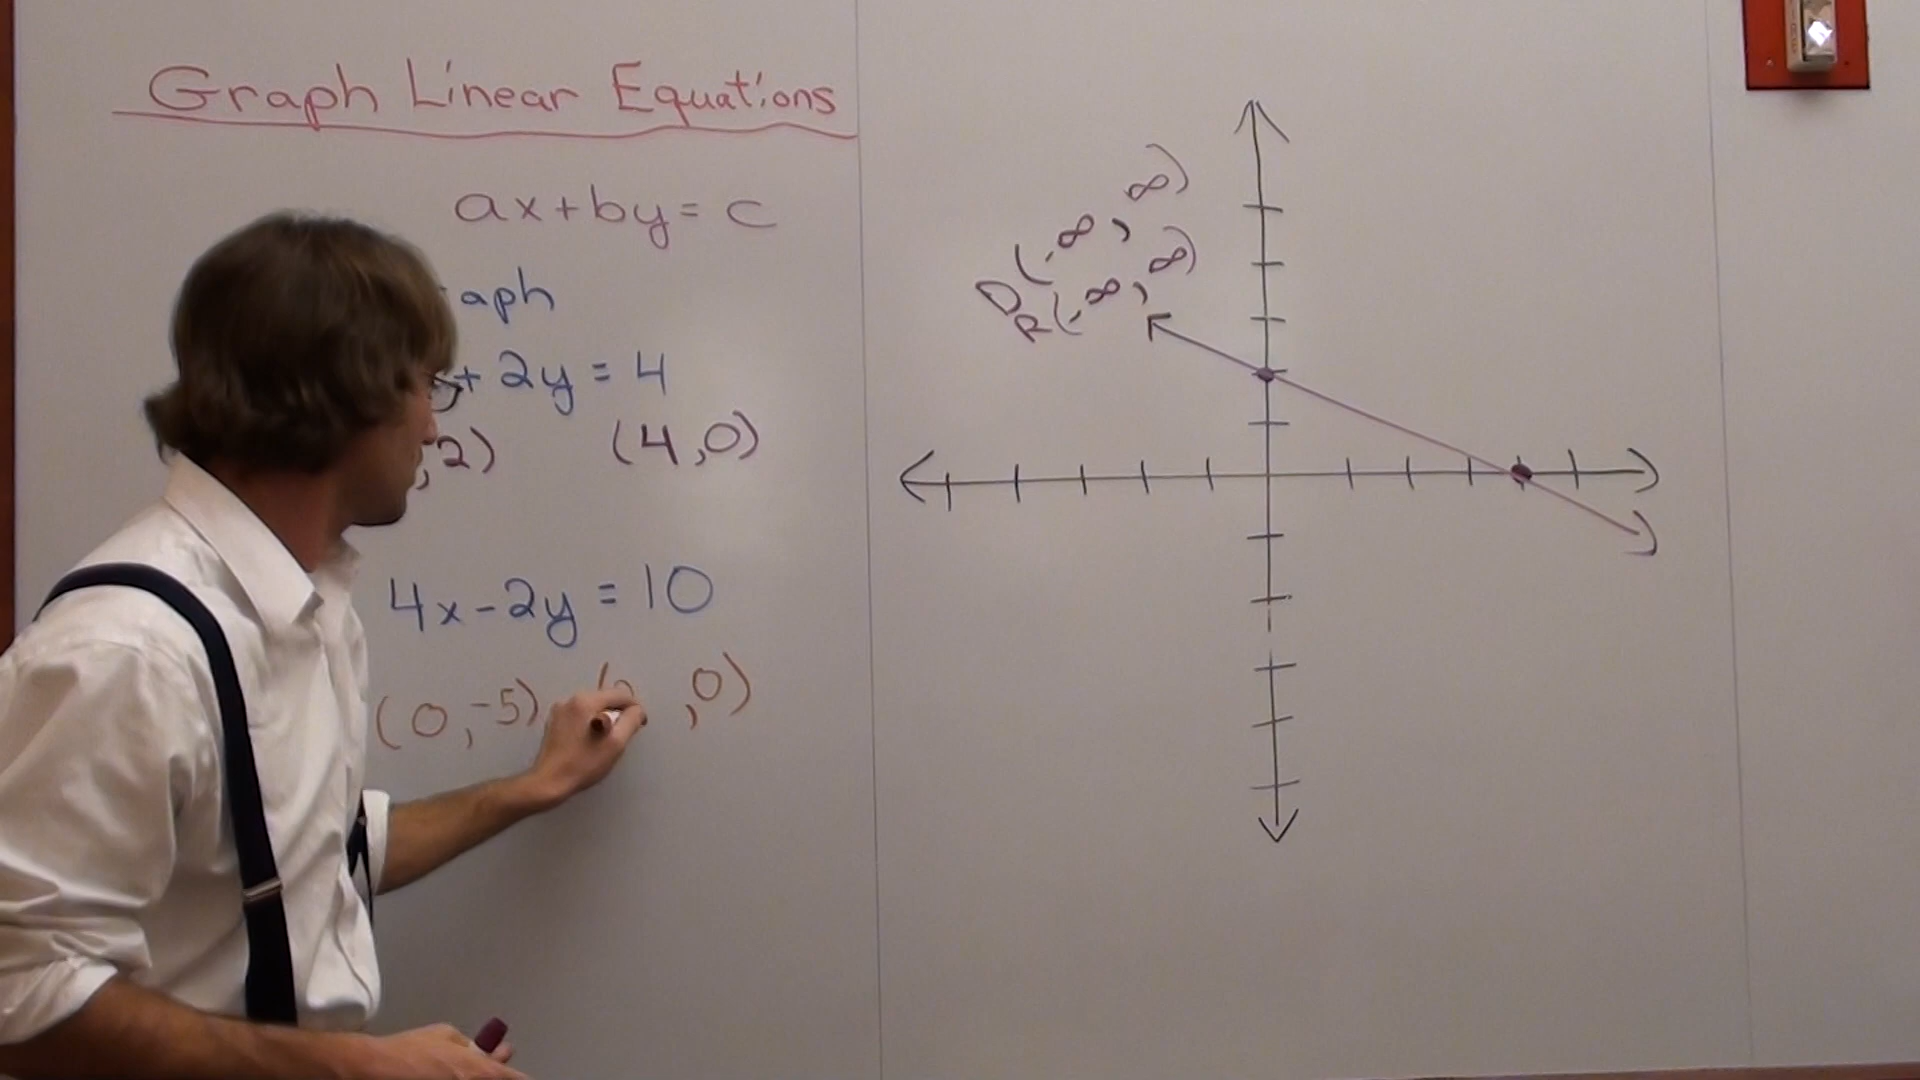 Graph Linear Equations
ax+by=c
aph
+2y=4
,2) (4,0)
4x-2y=10
(0,-5) ( ,0)
D(-∞,∞)
R(-∞,∞)